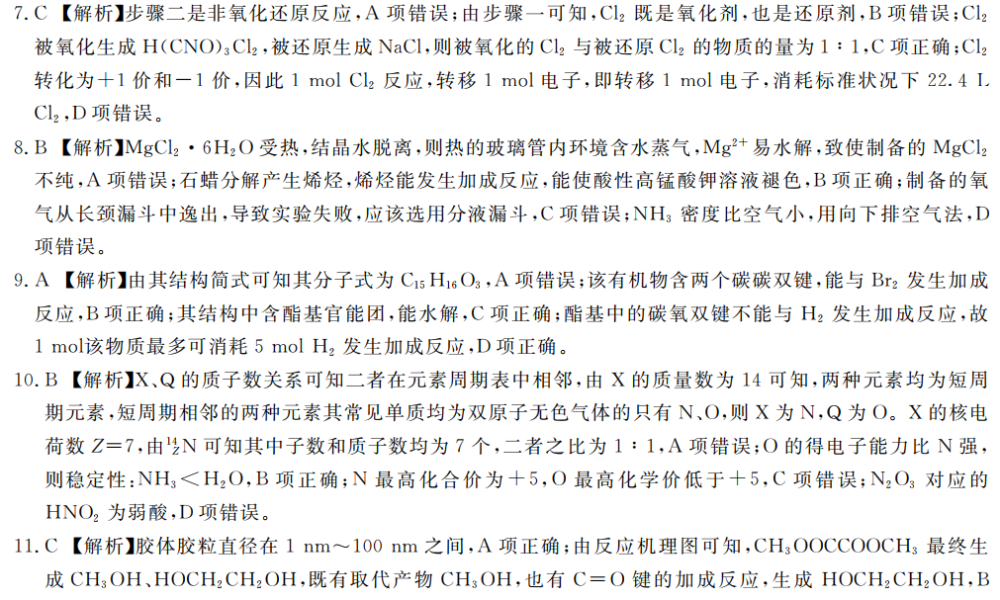 7. C 【解析】步骤二是非氧化还原反应,A 项错误;由步骤一可知,Cl₂ 既是氧化剂,也是还原剂,B 项错误;Cl₂
被氧化生成 H(CNO)₃Cl₂,被还原生成 NaCl,则被氧化的 Cl₂ 与被还原 Cl₂ 的物质的量为 1∶1,C 项正确;Cl₂
转化为+1 价和-1 价,因此 1 mol Cl₂ 反应,转移 1 mol 电子,即转移 1 mol 电子,消耗标准状况下 22.4 L
Cl₂,D 项错误。
8. B 【解析】MgCl₂・6H₂O 受热,结晶水脱离,则热的玻璃管内环境含水蒸气,Mg²⁺ 易水解,致使制备的 MgCl₂
不纯,A 项错误;石蜡分解产生烯烃,烯烃能发生加成反应,能使酸性高锰酸钾溶液褪色,B 项正确;制备的氧
气从长颈漏斗中逸出,导致实验失败,应该选用分液漏斗,C 项错误;NH₃ 密度比空气小,用向下排空气法,D
项错误。
9. A 【解析】由其结构简式可知其分子式为 C₁₅H₁₆O₃,A 项错误;该有机物含两个碳碳双键,能与 Br₂ 发生加成
反应,B 项正确;其结构中含酯基官能团,能水解,C 项正确;酯基中的碳氧双键不能与 H₂ 发生加成反应,故
1 mol该物质最多可消耗 5 mol H₂ 发生加成反应,D 项正确。
10. B 【解析】X、Q 的质子数关系可知二者在元素周期表中相邻,由 X 的质量数为 14 可知,两种元素均为短周
期元素,短周期相邻的两种元素其常见单质均为双原子无色气体的只有 N、O,则 X 为 N,Q 为 O。X 的核电
荷数 Z=7,由¹⁴ZN 可知其中子数和质子数均为 7 个,二者之比为 1∶1,A 项错误;O 的得电子能力比 N 强,
则稳定性:NH₃<H₂O,B 项正确;N 最高化合价为+5,O 最高化学价低于+5,C 项错误;N₂O₃ 对应的
HNO₂ 为弱酸,D 项错误。
11. C 【解析】胶体胶粒直径在 1 nm~100 nm 之间,A 项正确;由反应机理图可知,CH₃OOCCOOCH₃ 最终生
成 CH₃OH、HOCH₂CH₂OH,既有取代产物 CH₃OH,也有 C=O 键的加成反应,生成 HOCH₂CH₂OH,B